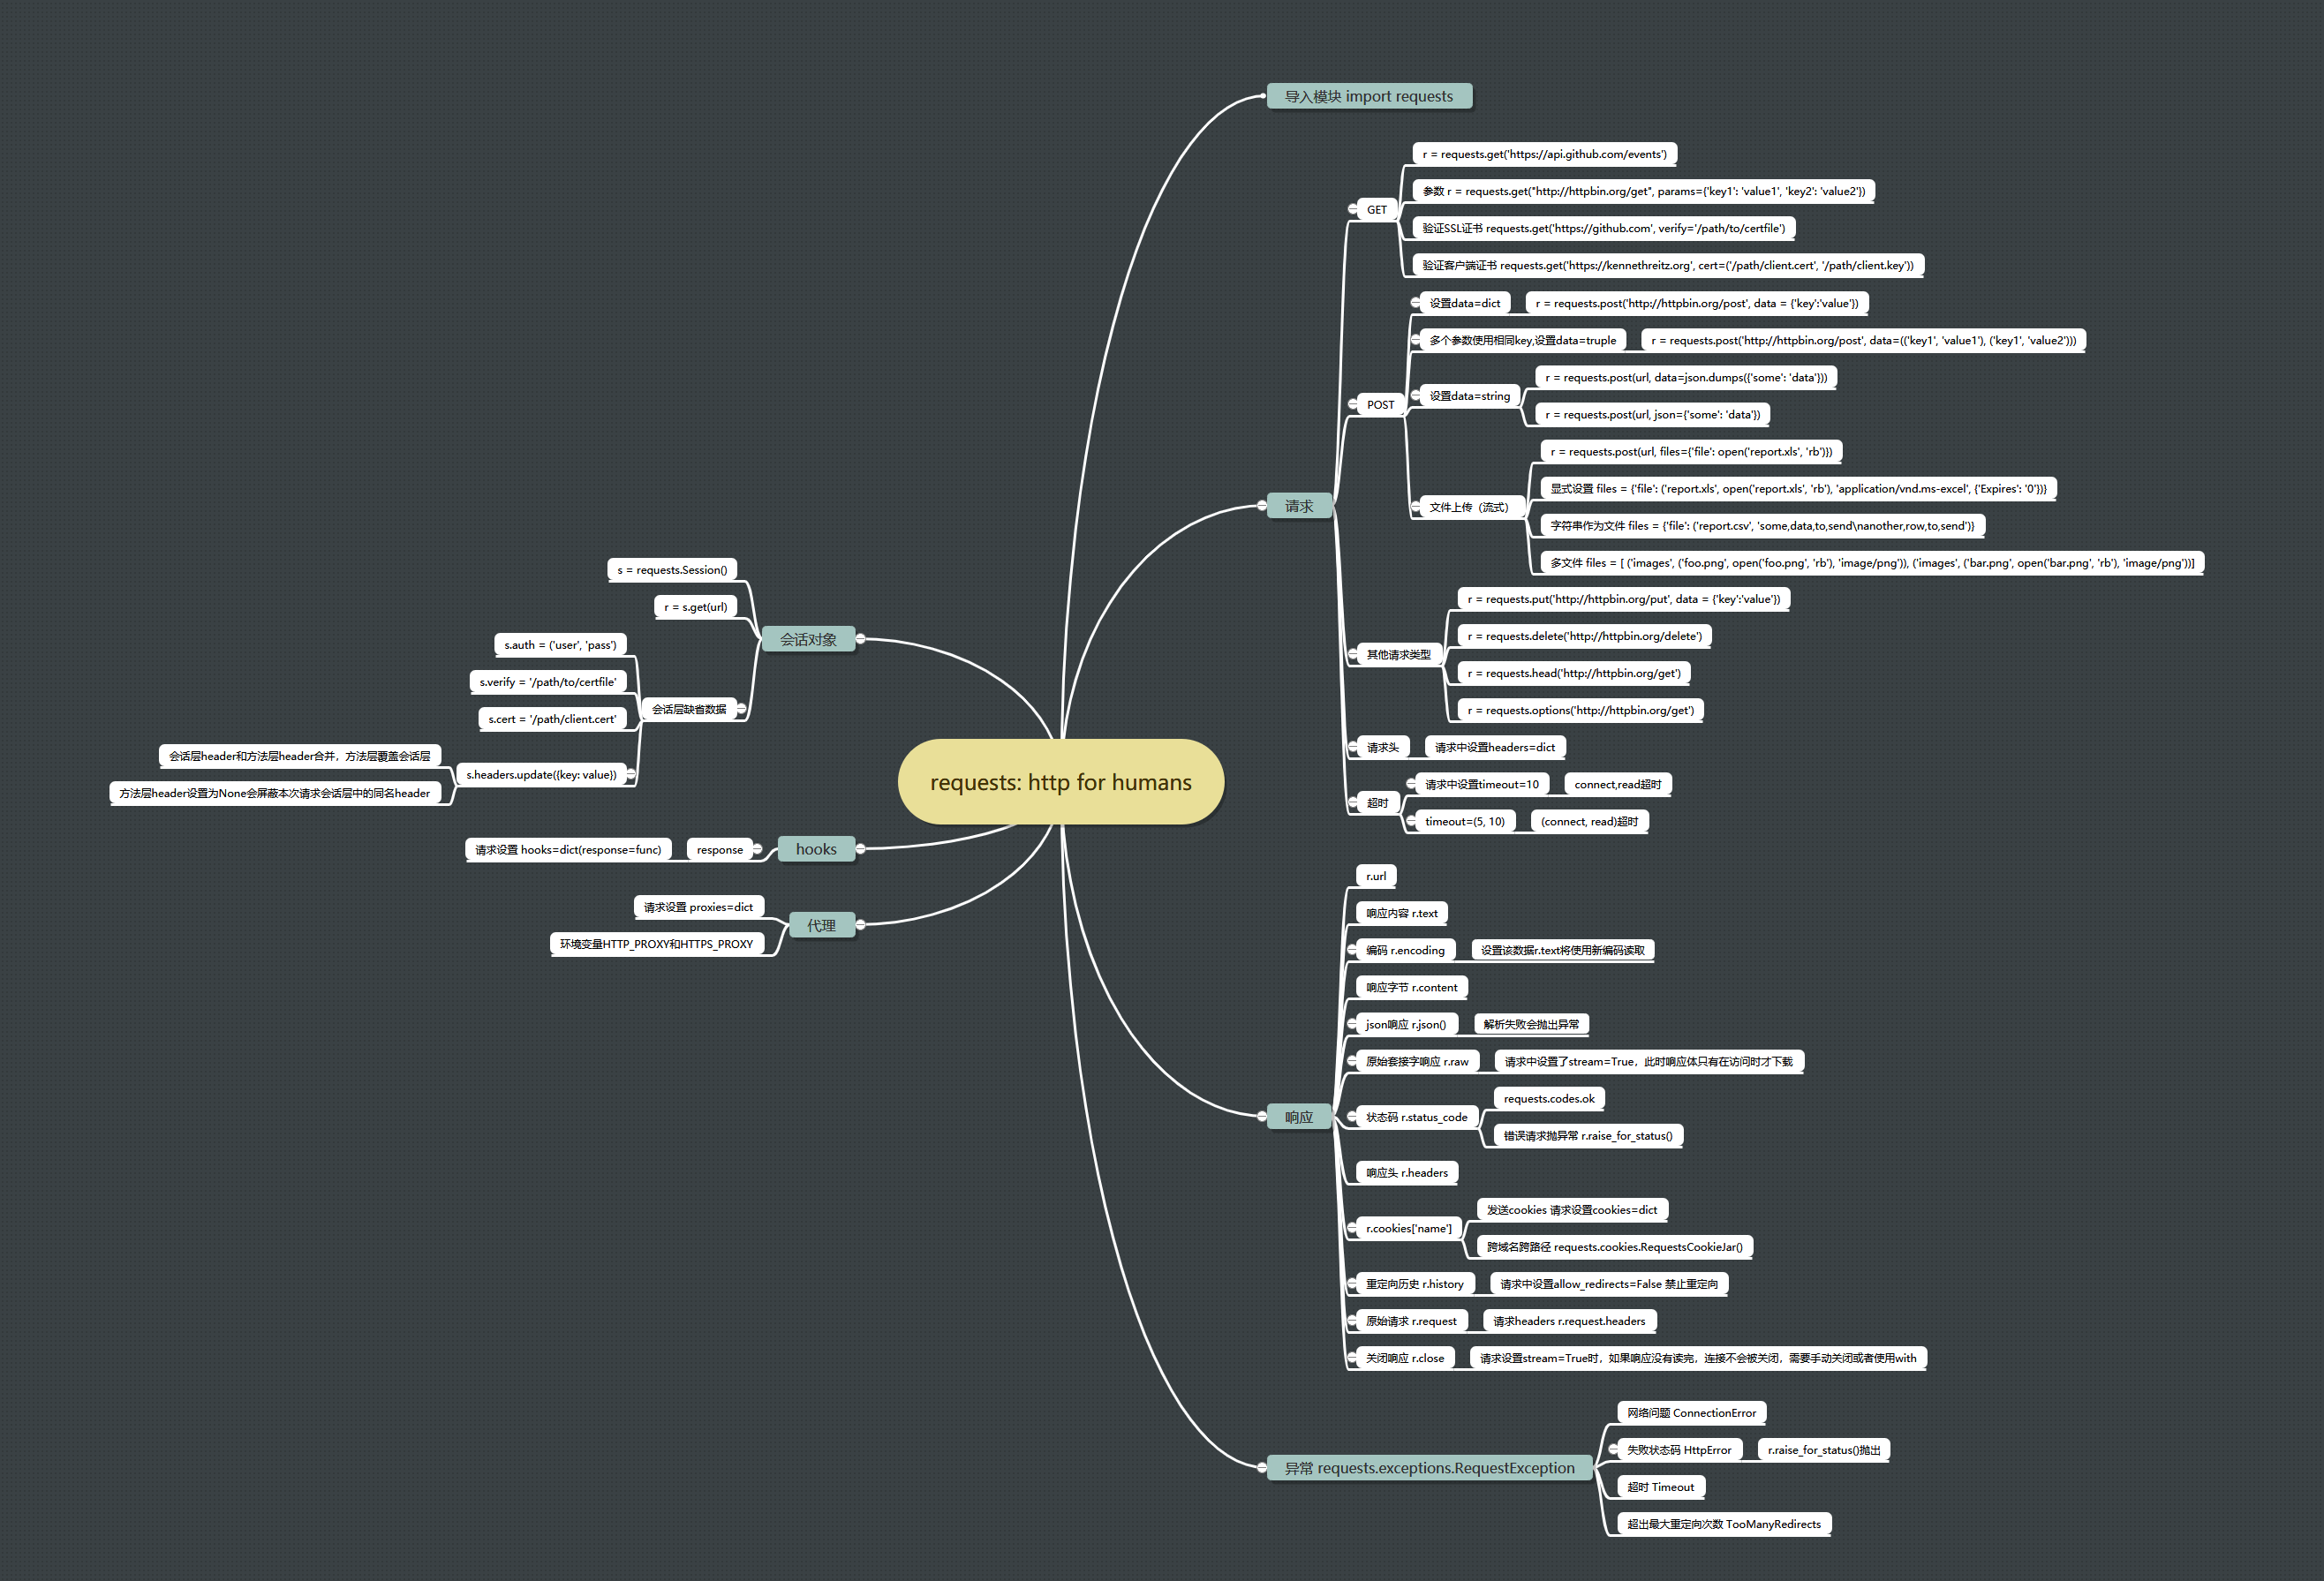 requests: http for humans
导入模块 import requests
请求
GET
r = requests.get('https://api.github.com/events')
参数 r = requests.get("http://httpbin.org/get", params={'key1': 'value1', 'key2': 'value2'})
验证SSL证书 requests.get('https://github.com', verify='/path/to/certfile')
验证客户端证书 requests.get('https://kennethreitz.org', cert=('/path/client.cert', '/path/client.key'))
POST
设置data=dict
r = requests.post('http://httpbin.org/post', data = {'key':'value'})
多个参数使用相同key,设置data=truple
r = requests.post('http://httpbin.org/post', data=(('key1', 'value1'), ('key1', 'value2')))
设置data=string
r = requests.post(url, data=json.dumps({'some': 'data'}))
r = requests.post(url, json={'some': 'data'})
文件上传（流式）
r = requests.post(url, files={'file': open('report.xls', 'rb')})
显式设置 files = {'file': ('report.xls', open('report.xls', 'rb'), 'application/vnd.ms-excel', {'Expires': '0'})}
字符串作为文件 files = {'file': ('report.csv', 'some,data,to,send\nanother,row,to,send')}
多文件 files = [ ('images', ('foo.png', open('foo.png', 'rb'), 'image/png')), ('images', ('bar.png', open('bar.png', 'rb'), 'image/png'))]
其他请求类型
r = requests.put('http://httpbin.org/put', data = {'key':'value'})
r = requests.delete('http://httpbin.org/delete')
r = requests.head('http://httpbin.org/get')
r = requests.options('http://httpbin.org/get')
请求头
请求中设置headers=dict
超时
请求中设置timeout=10
connect,read超时
timeout=(5, 10)
(connect, read)超时
响应
r.url
响应内容 r.text
编码 r.encoding
设置该数据r.text将使用新编码读取
响应字节 r.content
json响应 r.json()
解析失败会抛出异常
原始套接字响应 r.raw
请求中设置了stream=True，此时响应体只有在访问时才下载
状态码 r.status_code
requests.codes.ok
错误请求抛异常 r.raise_for_status()
响应头 r.headers
r.cookies['name']
发送cookies 请求设置cookies=dict
跨域名跨路径 requests.cookies.RequestsCookieJar()
重定向历史 r.history
请求中设置allow_redirects=False 禁止重定向
原始请求 r.request
请求headers r.request.headers
关闭响应 r.close
请求设置stream=True时，如果响应没有读完，连接不会被关闭，需要手动关闭或者使用with
异常 requests.exceptions.RequestException
网络问题 ConnectionError
失败状态码 HttpError
r.raise_for_status()抛出
超时 Timeout
超出最大重定向次数 TooManyRedirects
会话对象
s = requests.Session()
r = s.get(url)
会话层缺省数据
s.auth = ('user', 'pass')
s.verify = '/path/to/certfile'
s.cert = '/path/client.cert'
s.headers.update({key: value})
会话层header和方法层header合并，方法层覆盖会话层
方法层header设置为None会屏蔽本次请求会话层中的同名header
hooks
response
请求设置 hooks=dict(response=func)
代理
请求设置 proxies=dict
环境变量HTTP_PROXY和HTTPS_PROXY